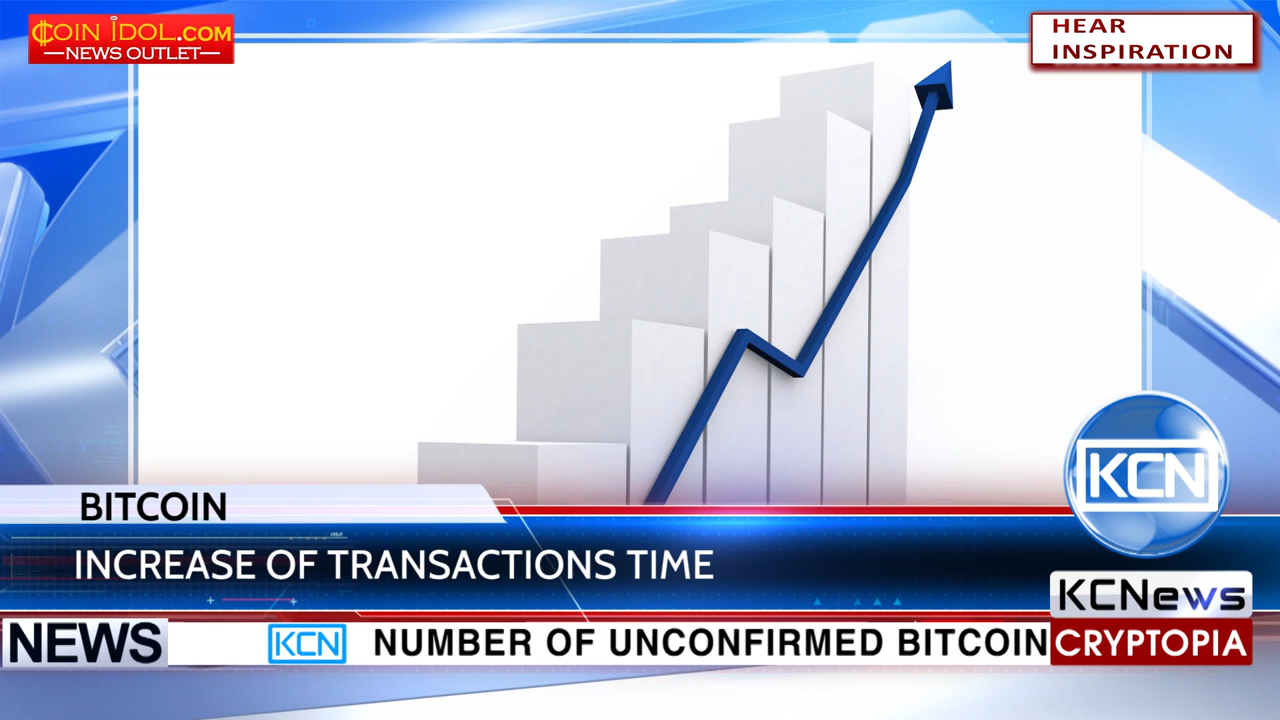 COIN IDOL.COM
NEWS OUTLET
HEAR
INSPIRATION
KCN
BITCOIN
INCREASE OF TRANSACTIONS TIME
KCNews
NEWS
KCN
NUMBER OF UNCONFIRMED BITCOIN
CRYPTOPIA